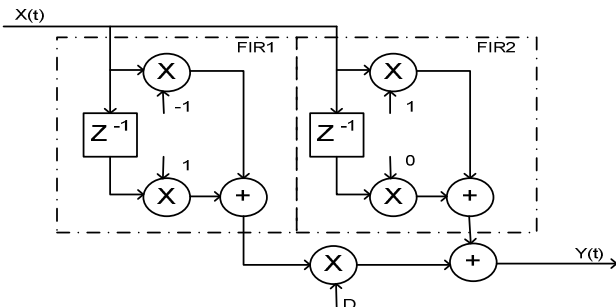 X(t)
FIR1
FIR2
X
X
-1
1
Z -1
Z -1
1
0
X
+
X
+
X
+
Y(t)
D